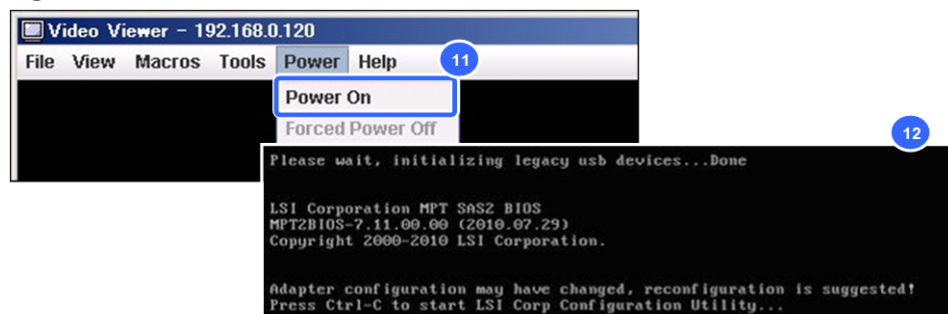 Video Viewer - 192.168.0.120
File View Macros Tools Power Help
11
Power On
Forced Power Off
12
Please wait, initializing legacy usb devices...Done
LSI Corporation MPT SAS2 BIOS
MPT2BIOS-7.11.00.00 (2010.07.29)
Copyright 2000-2010 LSI Corporation.
Adapter configuration may have changed, reconfiguration is suggested!
Press Ctrl-C to start LSI Corp Configuration Utility...